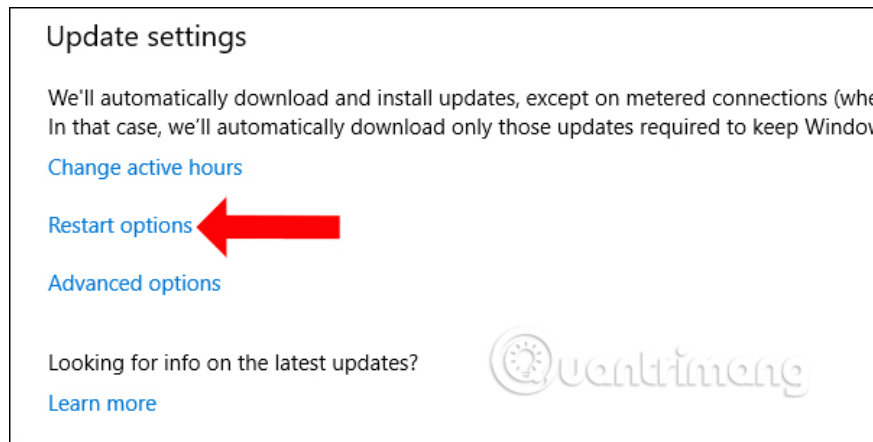 Update settings
We'll automatically download and install updates, except on metered connections (whe
In that case, we'll automatically download only those updates required to keep Windov
Change active hours
Restart options
Advanced options
Looking for info on the latest updates?
Learn more
Quantrimang